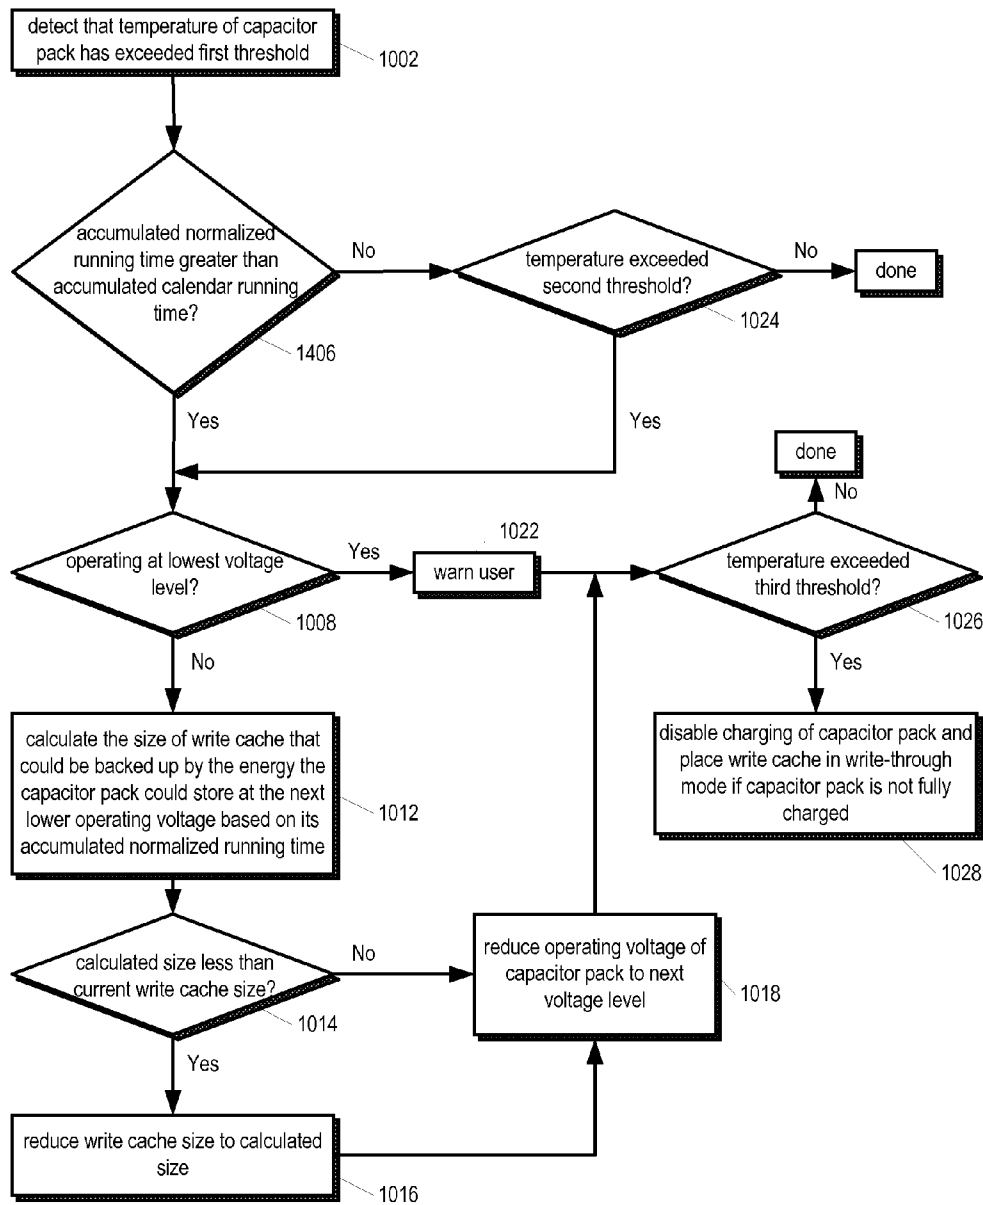 detect that temperature of capacitor
pack has exceeded first threshold
1002
accumulated normalized
running time greater than
accumulated calendar running
time?
1406
No
temperature exceeded
second threshold?
1024
No
done
Yes
Yes
done
No
operating at lowest voltage
level?
1008
Yes
warn user
1022
temperature exceeded
third threshold?
1026
No
Yes
calculate the size of write cache that
could be backed up by the energy the
capacitor pack could store at the next
lower operating voltage based on its
accumulated normalized running time
1012
disable charging of capacitor pack and
place write cache in write-through
mode if capacitor pack is not fully
charged
1028
calculated size less than
current write cache size?
1014
No
reduce operating voltage of
capacitor pack to next
voltage level
1018
Yes
reduce write cache size to calculated
size
1016